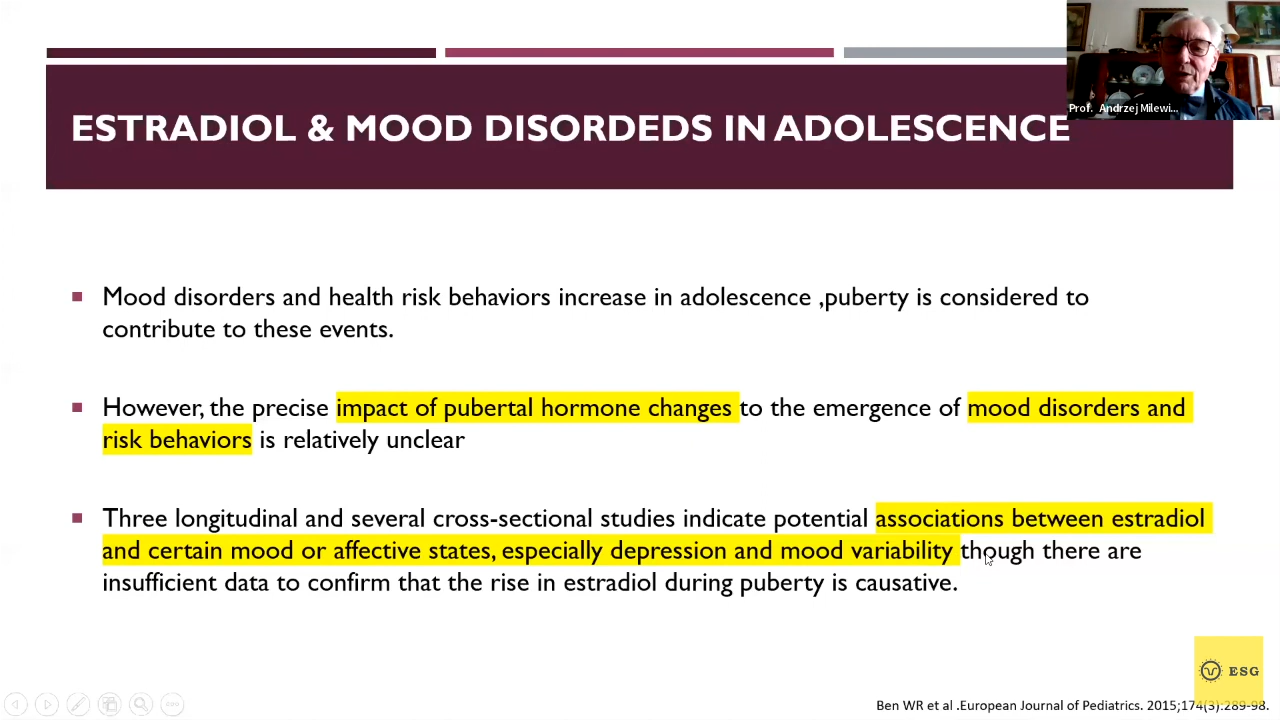 Prof. Andrzej Milewi...
ESTRADIOL & MOOD DISORDEDS IN ADOLESCENCE
Mood disorders and health risk behaviors increase in adolescence ,puberty is considered to
contribute to these events.
However, the precise impact of pubertal hormone changes to the emergence of mood disorders and
risk behaviors is relatively unclear
Three longitudinal and several cross-sectional studies indicate potential associations between estradiol
and certain mood or affective states, especially depression and mood variability though there are
insufficient data to confirm that the rise in estradiol during puberty is causative.
ESG
Ben WR et al .European Journal of Pediatrics. 2015;174(3):289-98.